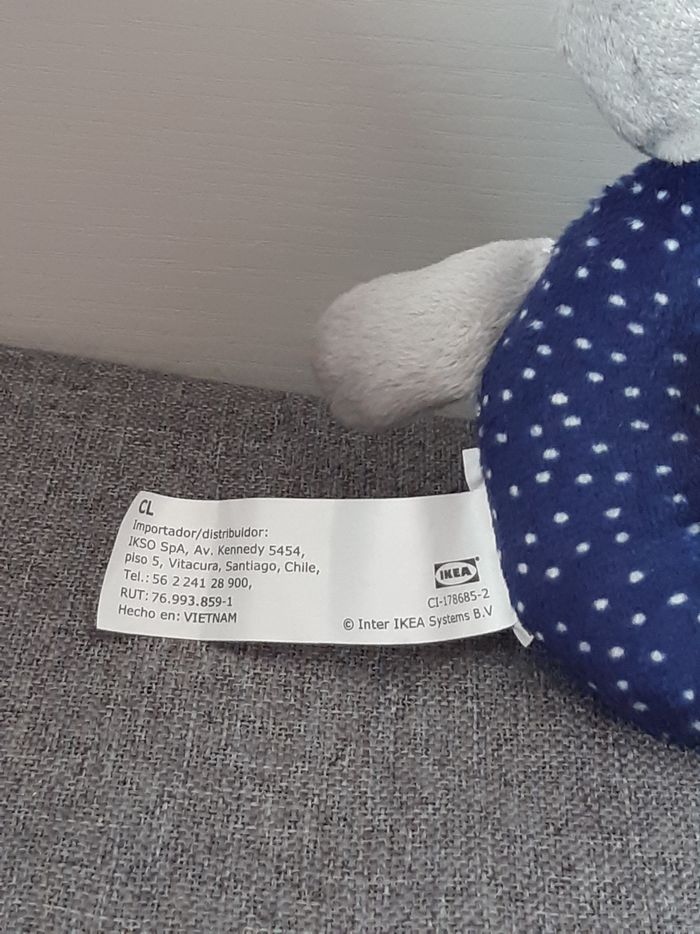 CL
Importador/distribuidor:
IKSO SpA, Av. Kennedy 5454,
piso 5, Vitacura, Santiago, Chile,
Tel.: 56 2 241 28 900,
RUT: 76.993.859-1
Hecho en: VIETNAM
IKEA®
CI-178685-2
© Inter IKEA Systems B.V